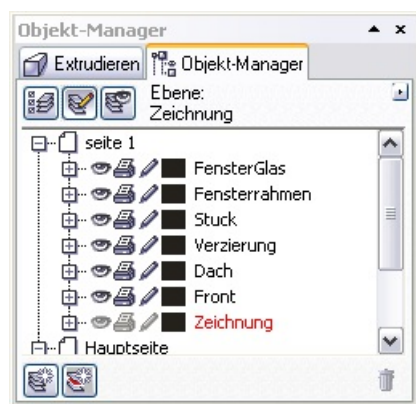 Objekt-Manager
Extrudieren Objekt-Manager
Ebene:
Zeichnung
seite 1
FensterGlas
Fensterrahmen
Stuck
Verzierung
Dach
Front
Zeichnung
Hauptseite